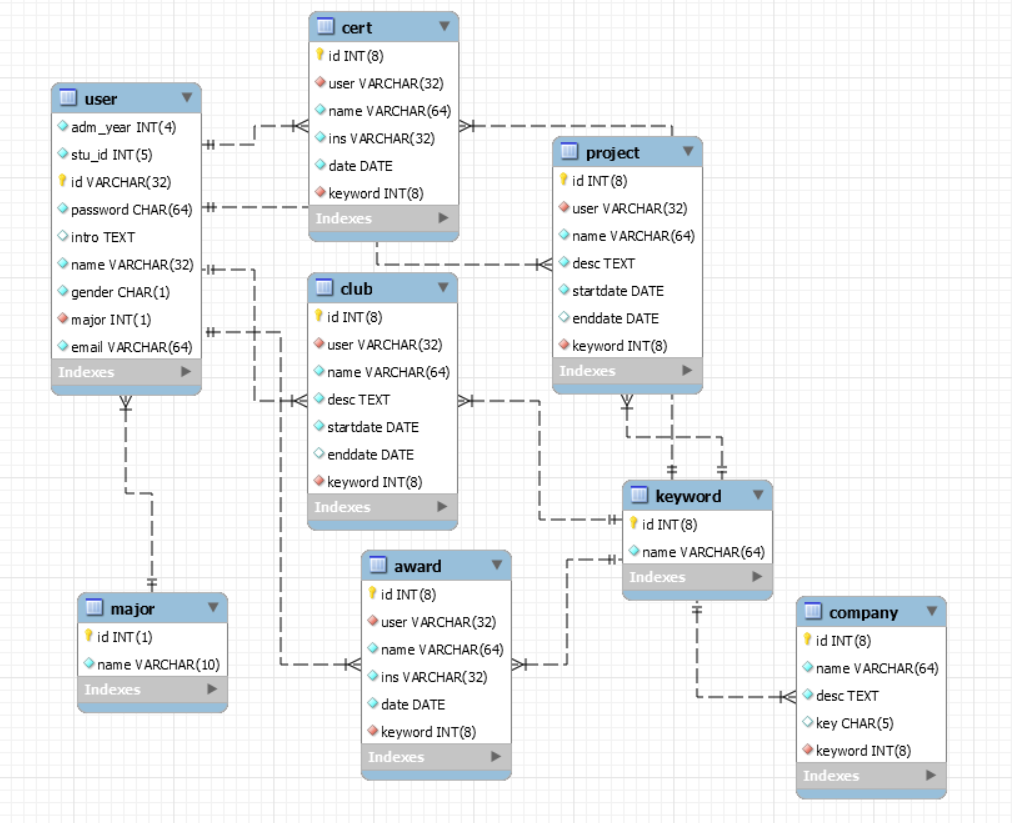 cert
id INT(8)
user VARCHAR(32)
name VARCHAR(64)
ins VARCHAR(32)
date DATE
keyword INT(8)
Indexes
user
adm_year INT(4)
stu_id INT(5)
id VARCHAR(32)
password CHAR(64)
intro TEXT
name VARCHAR(32)
gender CHAR(1)
major INT(1)
email VARCHAR(64)
Indexes
project
id INT(8)
user VARCHAR(32)
name VARCHAR(64)
desc TEXT
startdate DATE
enddate DATE
keyword INT(8)
Indexes
club
id INT(8)
user VARCHAR(32)
name VARCHAR(64)
desc TEXT
startdate DATE
enddate DATE
keyword INT(8)
Indexes
keyword
id INT(8)
name VARCHAR(64)
Indexes
award
id INT(8)
user VARCHAR(32)
name VARCHAR(64)
ins VARCHAR(32)
date DATE
keyword INT(8)
Indexes
major
id INT(1)
name VARCHAR(10)
Indexes
company
id INT(8)
name VARCHAR(64)
desc TEXT
key CHAR(5)
keyword INT(8)
Indexes